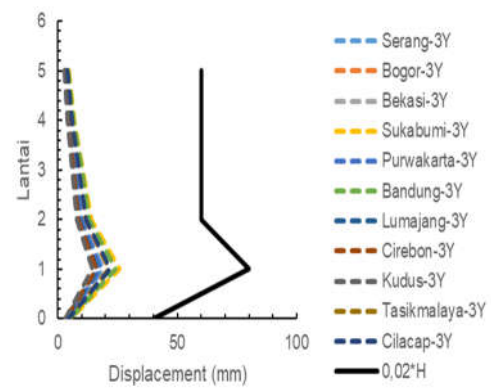 6
5
4
3
2
1
0
Lantai
0 50 100
Displacement (mm)
Serang-3Y
Bogor-3Y
Bekasi-3Y
Sukabumi-3Y
Purwakarta-3Y
Bandung-3Y
Lumajang-3Y
Cirebon-3Y
Kudus-3Y
Tasikmalaya-3Y
Cilacap-3Y
0,02*H